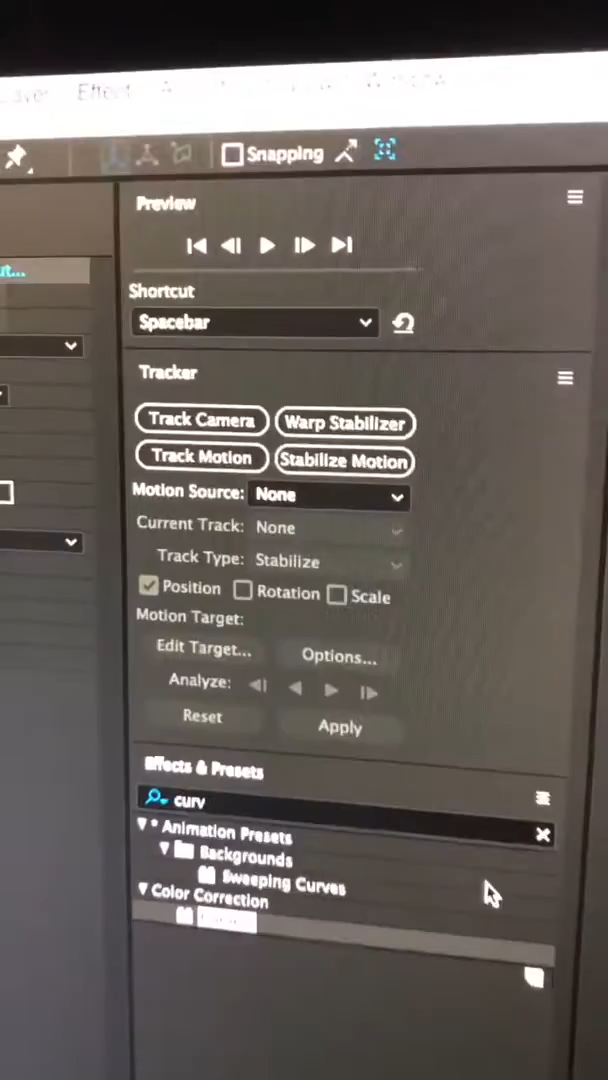 Effect
Snapping
Preview
ut...
Shortcut
Spacebar
Tracker
Track Camera Warp Stabilizer
Track Motion Stabilize Motion
Motion Source: None
Current Track: None
Track Type: Stabilize
Position Rotation Scale
Motion Target:
Edit Target... Options...
Analyze:
Reset Apply
Effects & Presets
curv
* Animation Presets
Backgrounds
Sweeping Curves
Color Correction